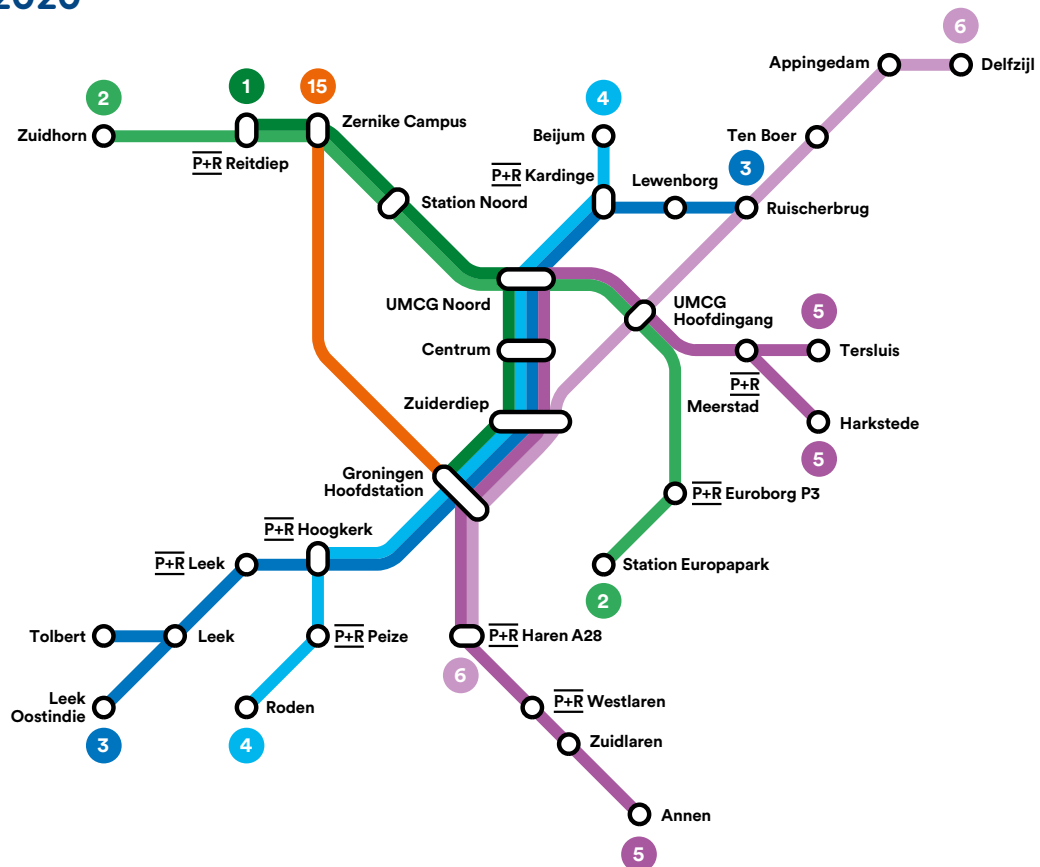 2020
6
Appingedam
Delfzijl
2
1
15
4
Zernike Campus
Zuidhorn
Beijum
Ten Boer
P+R Reitdiep
P+R Kardinge
3
Lewenborg
Station Noord
Ruischerbrug
UMCG Noord
UMCG
Hoofdingang
5
Centrum
Tersluis
P+R
Meerstad
Zuiderdiep
Harkstede
5
Groningen
Hoofdstation
P+R Euroborg P3
P+R Hoogkerk
P+R Leek
Station Europapark
2
Tolbert
Leek
P+R Peize
P+R Haren A28
6
Leek
Oostindie
Roden
P+R Westlaren
3
4
Zuidlaren
Annen
5